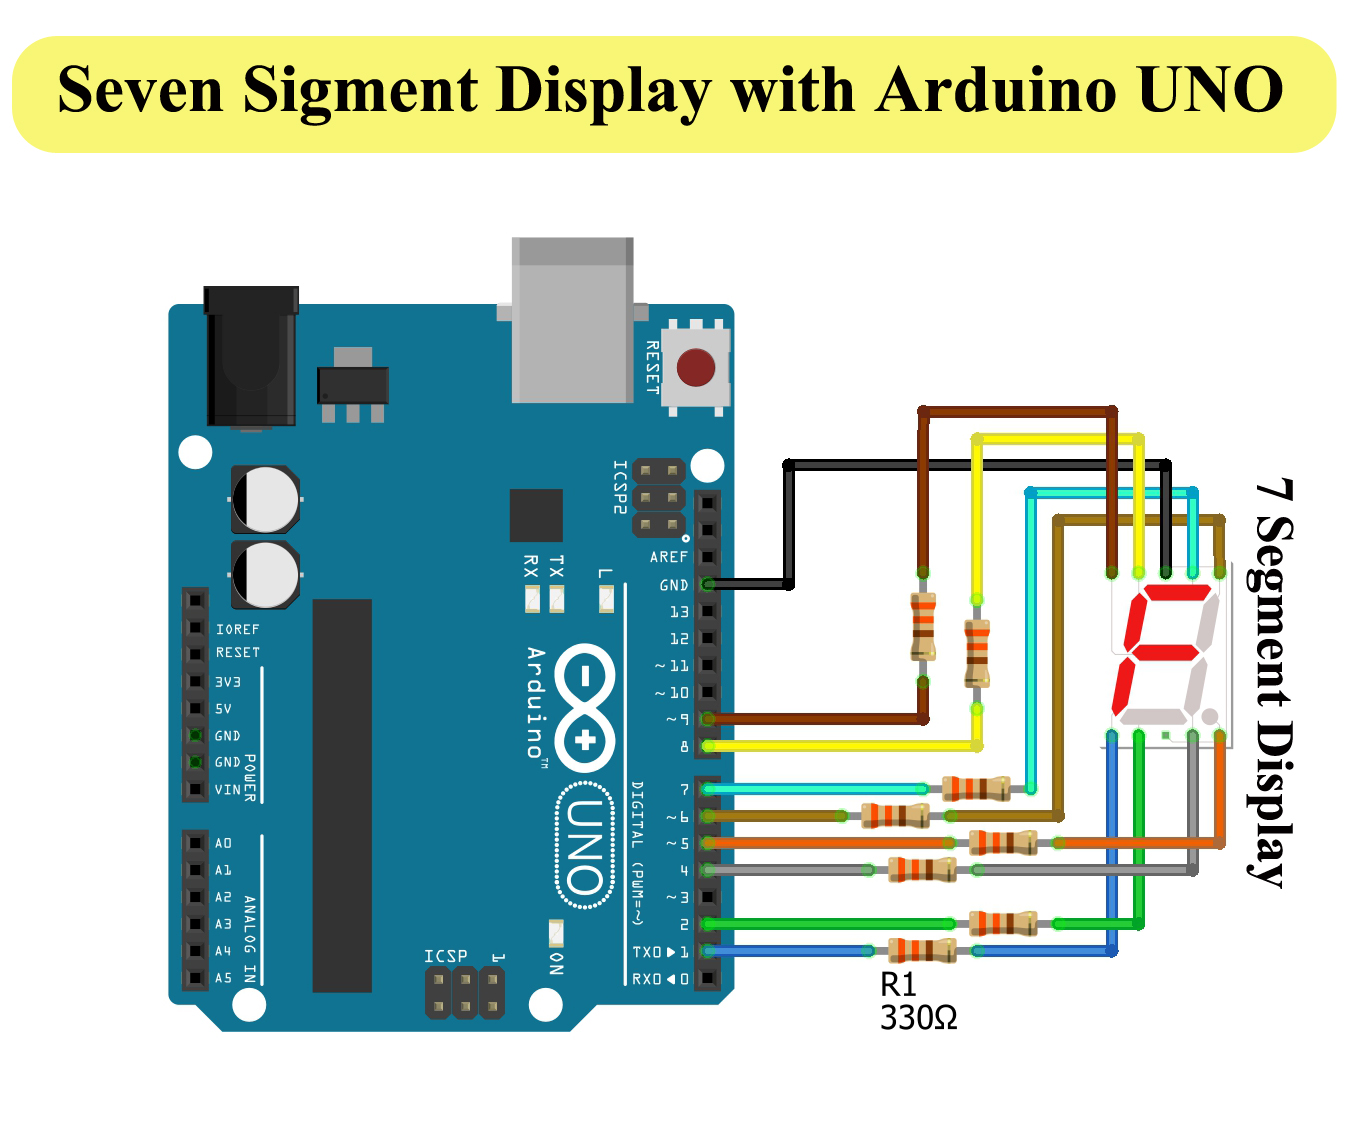 Seven Sigment Display with Arduino UNO
RESET
ICSP2
AREF
GND
13
12
~11
~10
~9
8
RX
TX
L
Arduino™
UNO
DIGITAL (PWM=~)
7
~6
~5
4
~3
2
TX0▶1
RX0◀0
IOREF
RESET
3V3
5V
GND
GND
VIN
POWER
A0
A1
A2
A3
A4
A5
ANALOG IN
ICSP
1
ON
R1
330Ω
7 Segment Display